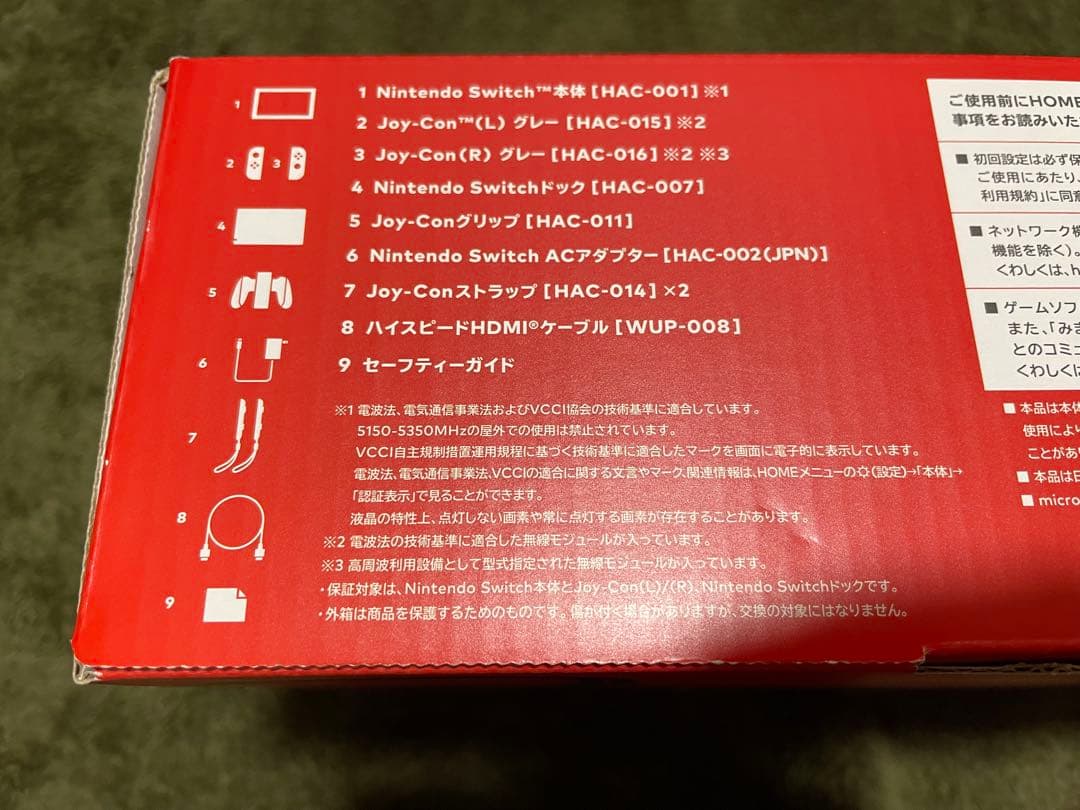 1 Nintendo Switch™本体 [HAC-001] ※1
2 Joy-Con™(L) グレー [HAC-015] ※2
3 Joy-Con(R) グレー [HAC-016] ※2 ※3
4 Nintendo Switchドック [HAC-007]
5 Joy-Conグリップ [HAC-011]
6 Nintendo Switch ACアダプター [HAC-002(JPN)]
7 Joy-Conストラップ [HAC-014] ×2
8 ハイスピードHDMI®ケーブル [WUP-008]
9 セーフティーガイド
※1 電波法、電気通信事業法およびVCCI協会の技術基準に適合しています。
5150-5350MHzの屋外での使用は禁止されています。
VCCI自主規制措置運用規程に基づく技術基準に適合したマークを画面に電子的に表示しています。
電波法、電気通信事業法、VCCIの適合に関する文言やマーク、関連情報は、HOMEメニューの(設定)→「本体」→
「認証表示」で見ることができます。
液晶の特性上、点灯しない画素や常に点灯する画素が存在することがあります。
※2 電波法の技術基準に適合した無線モジュールが入っています。
※3 高周波利用設備として型式指定された無線モジュールが入っています。
・保証対象は、Nintendo Switch本体とJoy-Con(L)/(R)、Nintendo Switchドックです。
・外箱は商品を保護するためのものです。傷が付く場合がありますが、交換の対象にはなりません。
1
2 3
4
5
6
7
8
9
ご使用前にHOME
事項をお読みいた
■ 初回設定は必ず保
ご使用にあたり、
利用規約」に同意
■ ネットワーク機
機能を除く)。
くわしくは、h
■ ゲームソフ
また、「みま
とのコミュ
くわしくは
■ 本品は本体
使用により
ことがあ
■ 本品は日
■ micro